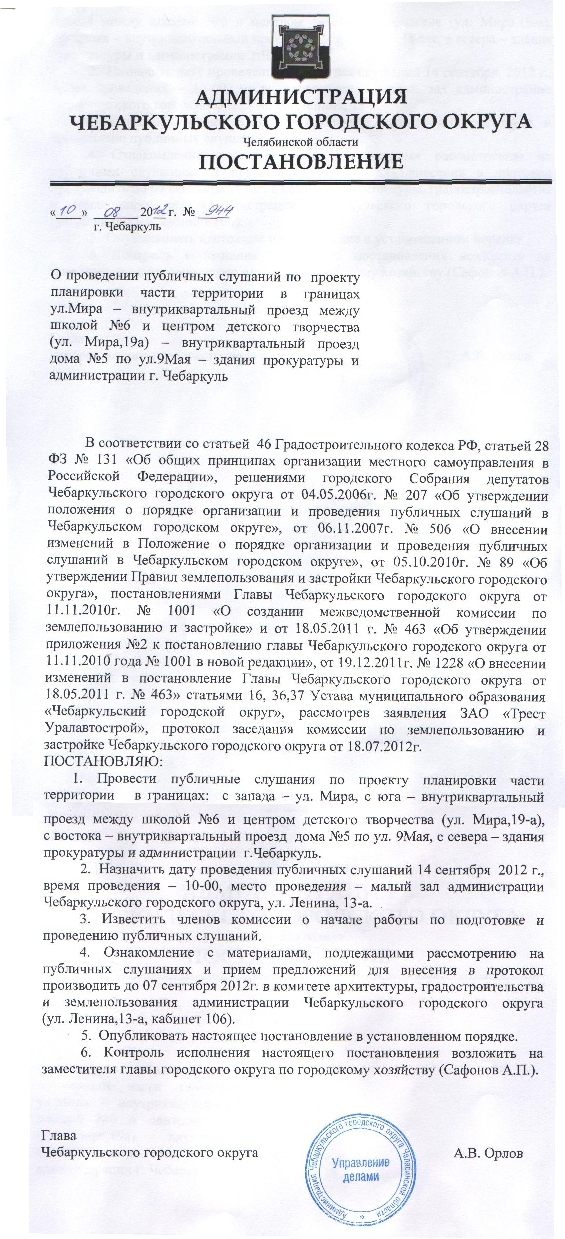 АДМИНИСТРАЦИЯ
ЧЕБАРКУЛЬСКОГО ГОРОДСКОГО ОКРУГА
Челябинской области
ПОСТАНОВЛЕНИЕ
«10» 08 2012 г. № 944
г. Чебаркуль
О проведении публичных слушаний по проекту
планировки части территории в границах
ул.Мира – внутриквартальный проезд между
школой №6 и центром детского творчества
(ул. Мира,19а) – внутриквартальный проезд
дома №5 по ул.9Мая – здания прокуратуры и
администрации г. Чебаркуль
В соответствии со статьей 46 Градостроительного кодекса РФ, статьей 28
ФЗ № 131 «Об общих принципах организации местного самоуправления в
Российской Федерации», решениями городского Собрания депутатов
Чебаркульского городского округа от 04.05.2006г. № 207 «Об утверждении
положения о порядке организации и проведения публичных слушаний в
Чебаркульском городском округе», от 06.11.2007г. № 506 «О внесении
изменений в Положение о порядке организации и проведения публичных
слушаний в Чебаркульском городском округе», от 05.10.2010г. № 89 «Об
утверждении Правил землепользования и застройки Чебаркульского городского
округа», постановлениями Главы Чебаркульского городского округа от
11.11.2010г. № 1001 «О создании межведомственной комиссии по
землепользованию и застройке» и от 18.05.2011 г. № 463 «Об утверждении
приложения №2 к постановлению главы Чебаркульского городского округа от
11.11.2010 года № 1001 в новой редакции», от 19.12.2011г. № 1228 «О внесении
изменений в постановление Главы Чебаркульского городского округа от
18.05.2011 г. № 463» статьями 16, 36,37 Устава муниципального образования
«Чебаркульский городской округ», рассмотрев заявления ЗАО «Трест
Уралавтострой», протокол заседания комиссии по землепользованию и
застройке Чебаркульского городского округа от 18.07.2012г.
ПОСТАНОВЛЯЮ:
1. Провести публичные слушания по проекту планировки части
территории в границах: с запада – ул. Мира, с юга – внутриквартальный
проезд между школой №6 и центром детского творчества (ул. Мира,19-а),
с востока – внутриквартальный проезд дома №5 по ул. 9Мая, с севера – здания
прокуратуры и администрации г.Чебаркуль.
2. Назначить дату проведения публичных слушаний 14 сентября 2012 г.,
время проведения – 10-00, место проведения – малый зал администрации
Чебаркульского городского округа, ул. Ленина, 13-а.
3. Известить членов комиссии о начале работы по подготовке и
проведению публичных слушаний.
4. Ознакомление с материалами, подлежащими рассмотрению на
публичных слушаниях и прием предложений для внесения в протокол
производить до 07 сентября 2012г. в комитете архитектуры, градостроительства
и землепользования администрации Чебаркульского городского округа
(ул. Ленина,13-а, кабинет 106).
5. Опубликовать настоящее постановление в установленном порядке.
6. Контроль исполнения настоящего постановления возложить на
заместителя главы городского округа по городскому хозяйству (Сафонов А.П.).
Глава
Чебаркульского городского округа А.В. Орлов
Администрация Чебаркульского городского округа Челябинской области
Управление
делами